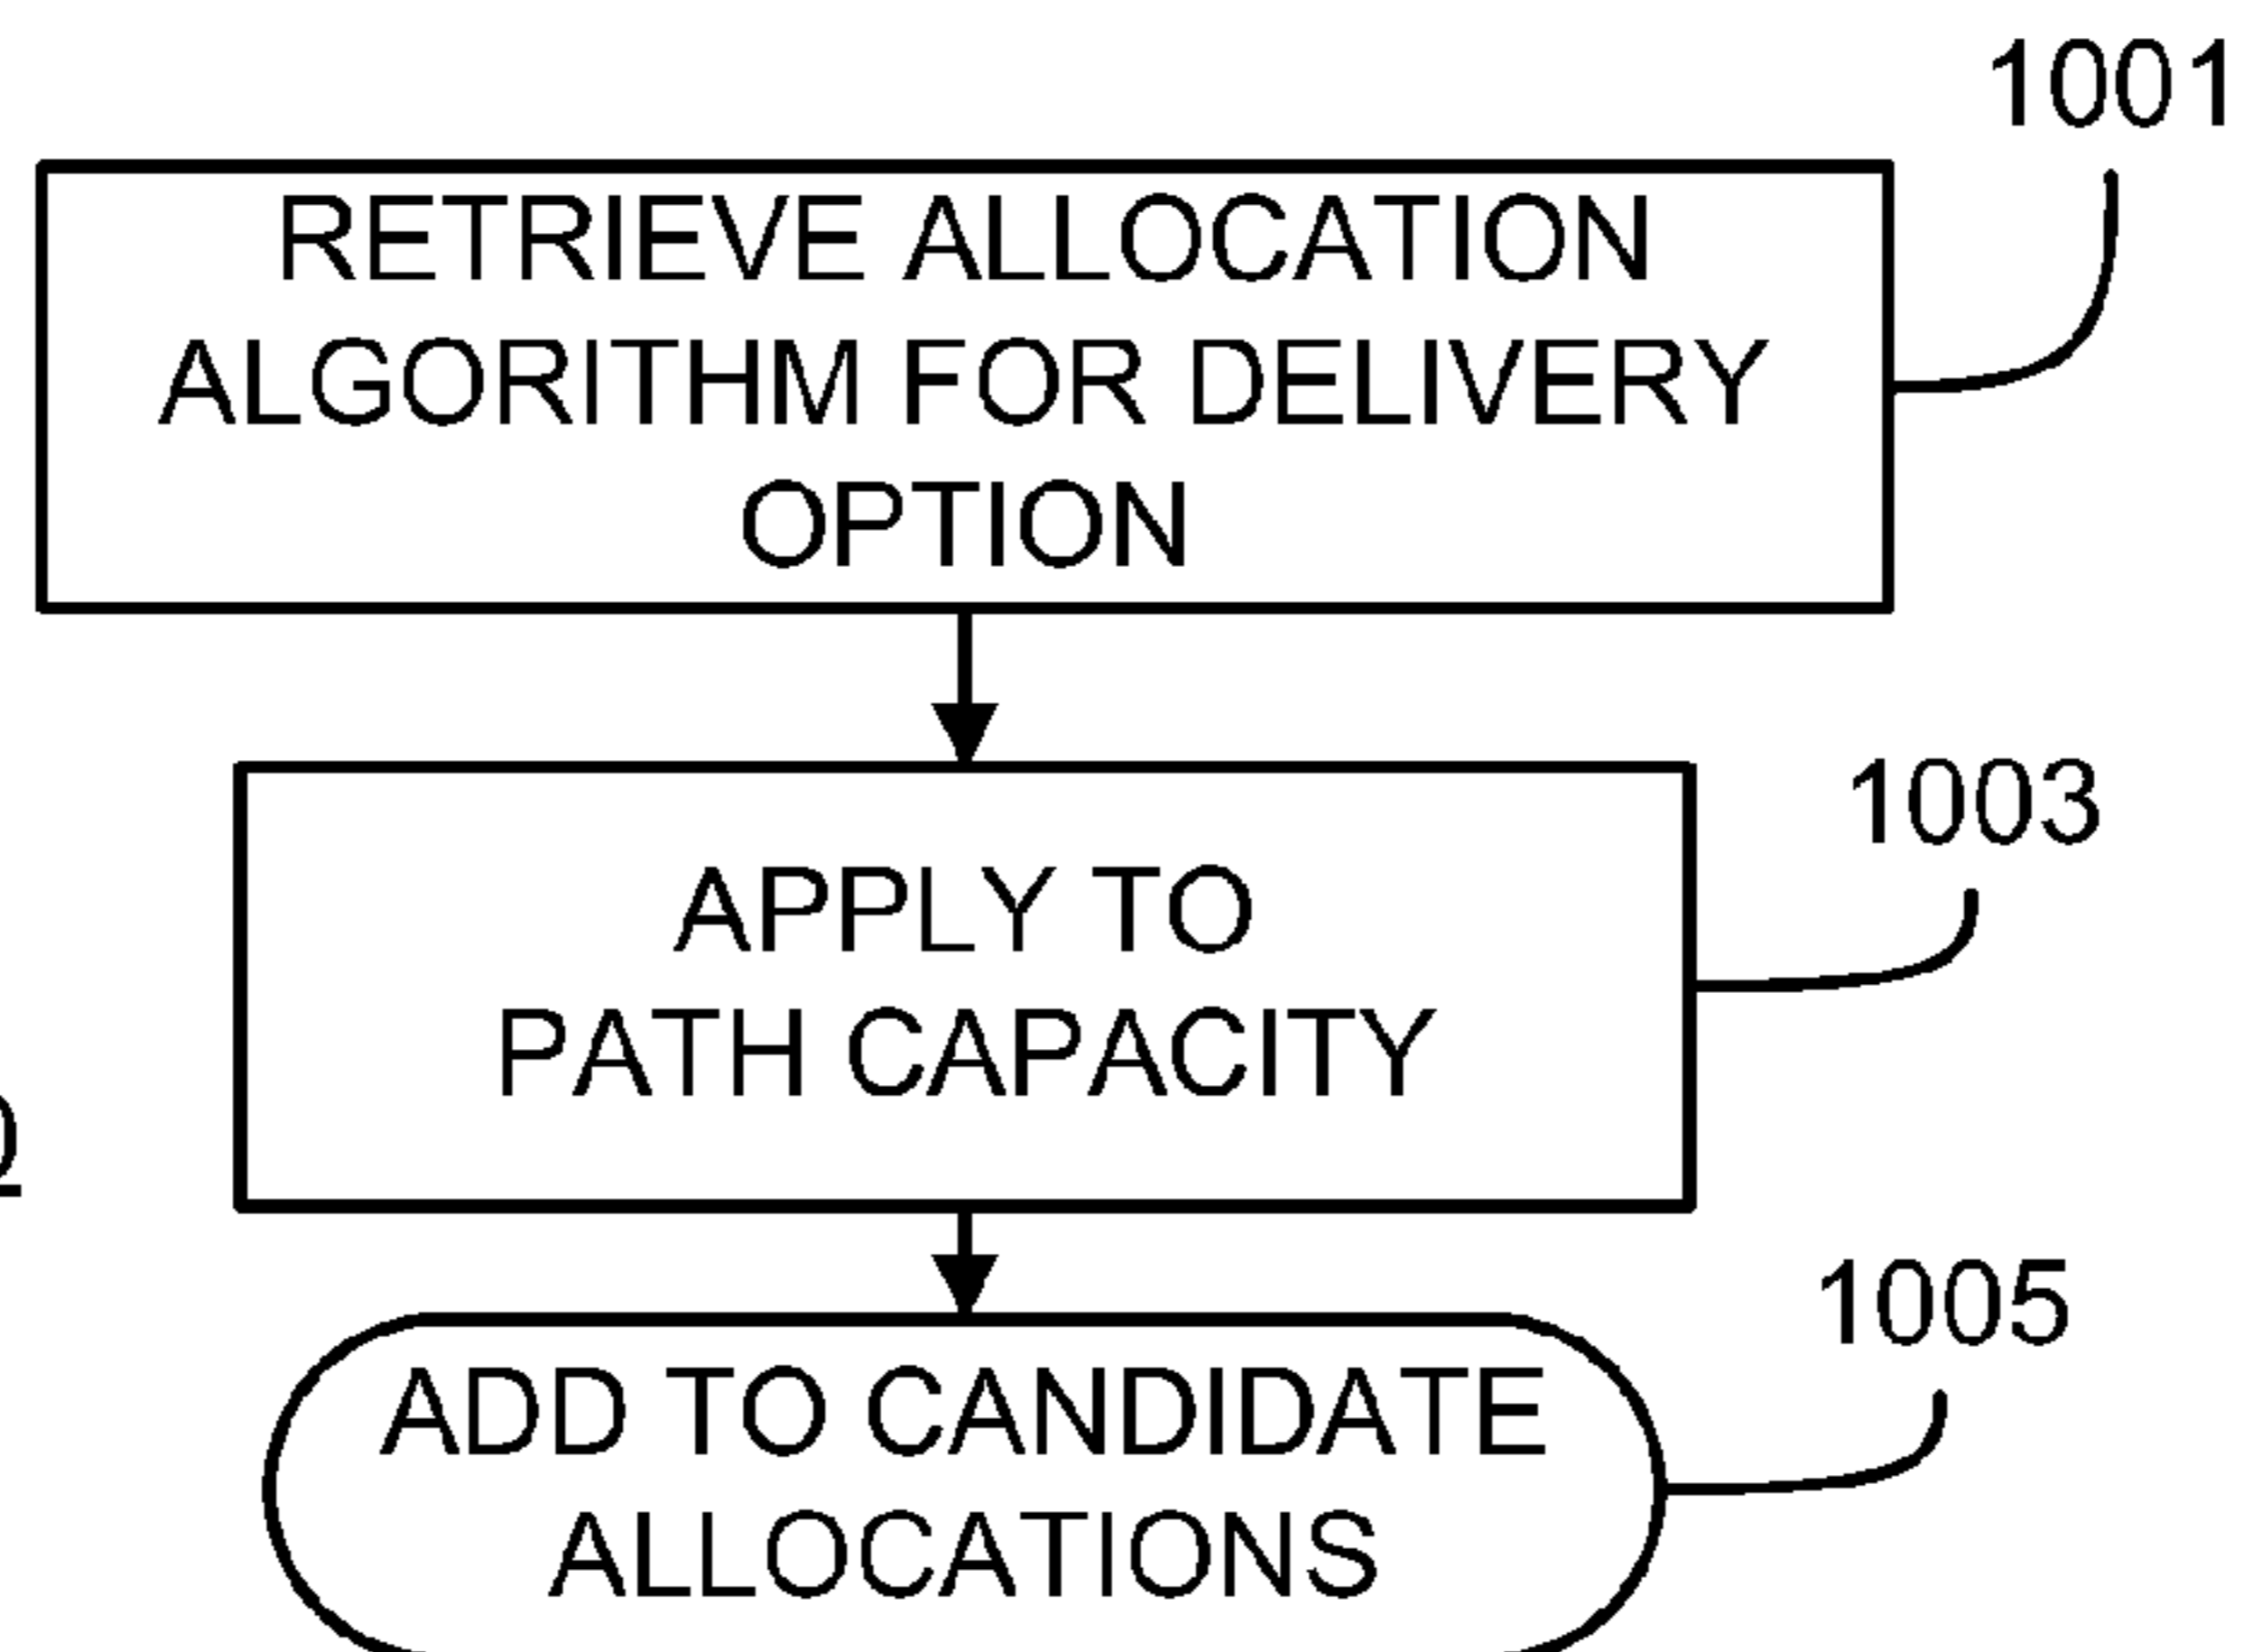 1001
RETRIEVE ALLOCATION
ALGORITHM FOR DELIVERY
OPTION
1003
APPLY TO
PATH CAPACITY
1005
ADD TO CANDIDATE
ALLOCATIONS